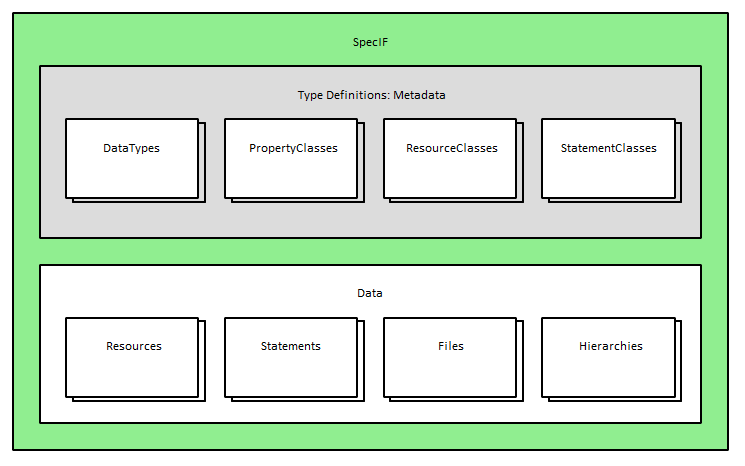 SpecIF
Type Definitions: Metadata
DataTypes
PropertyClasses
ResourceClasses
StatementClasses
Data
Resources
Statements
Files
Hierarchies